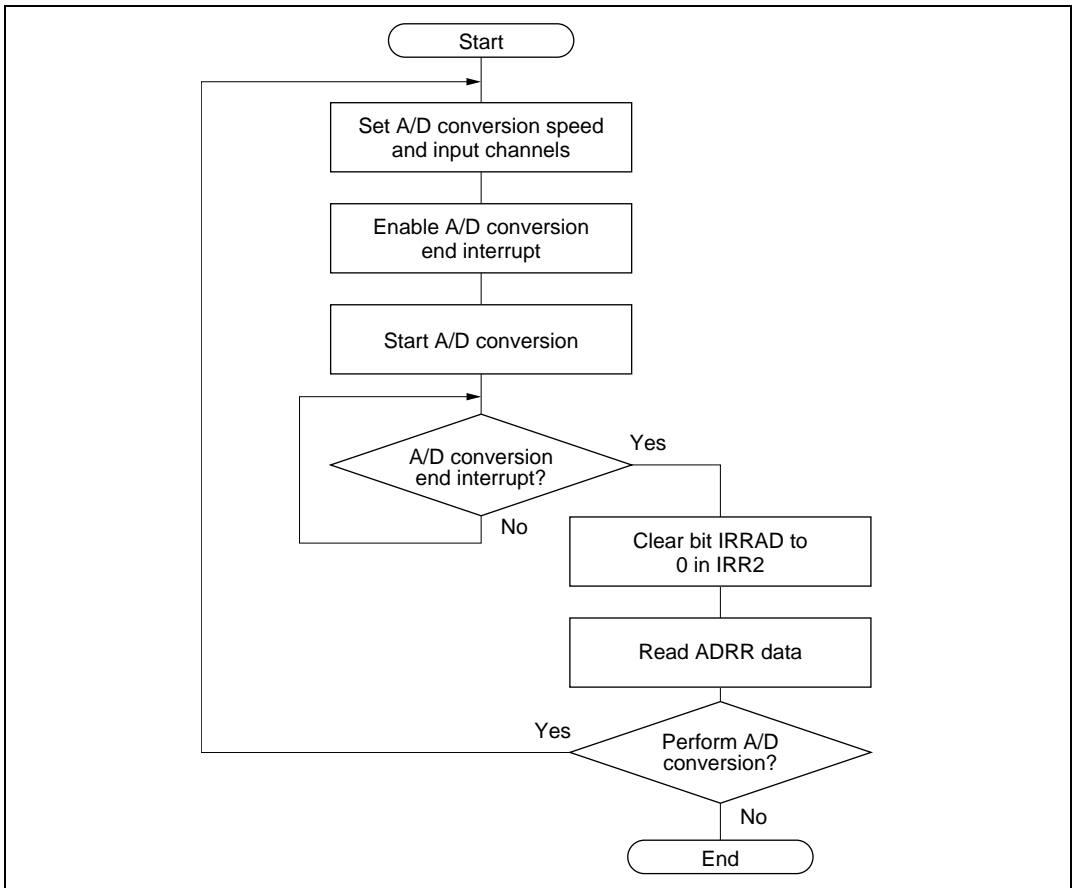 Start
Set A/D conversion speed
and input channels
Enable A/D conversion
end interrupt
Start A/D conversion
A/D conversion
end interrupt?
Yes
No
Clear bit IRRAD to
0 in IRR2
Read ADRR data
Perform A/D
conversion?
Yes
No
End